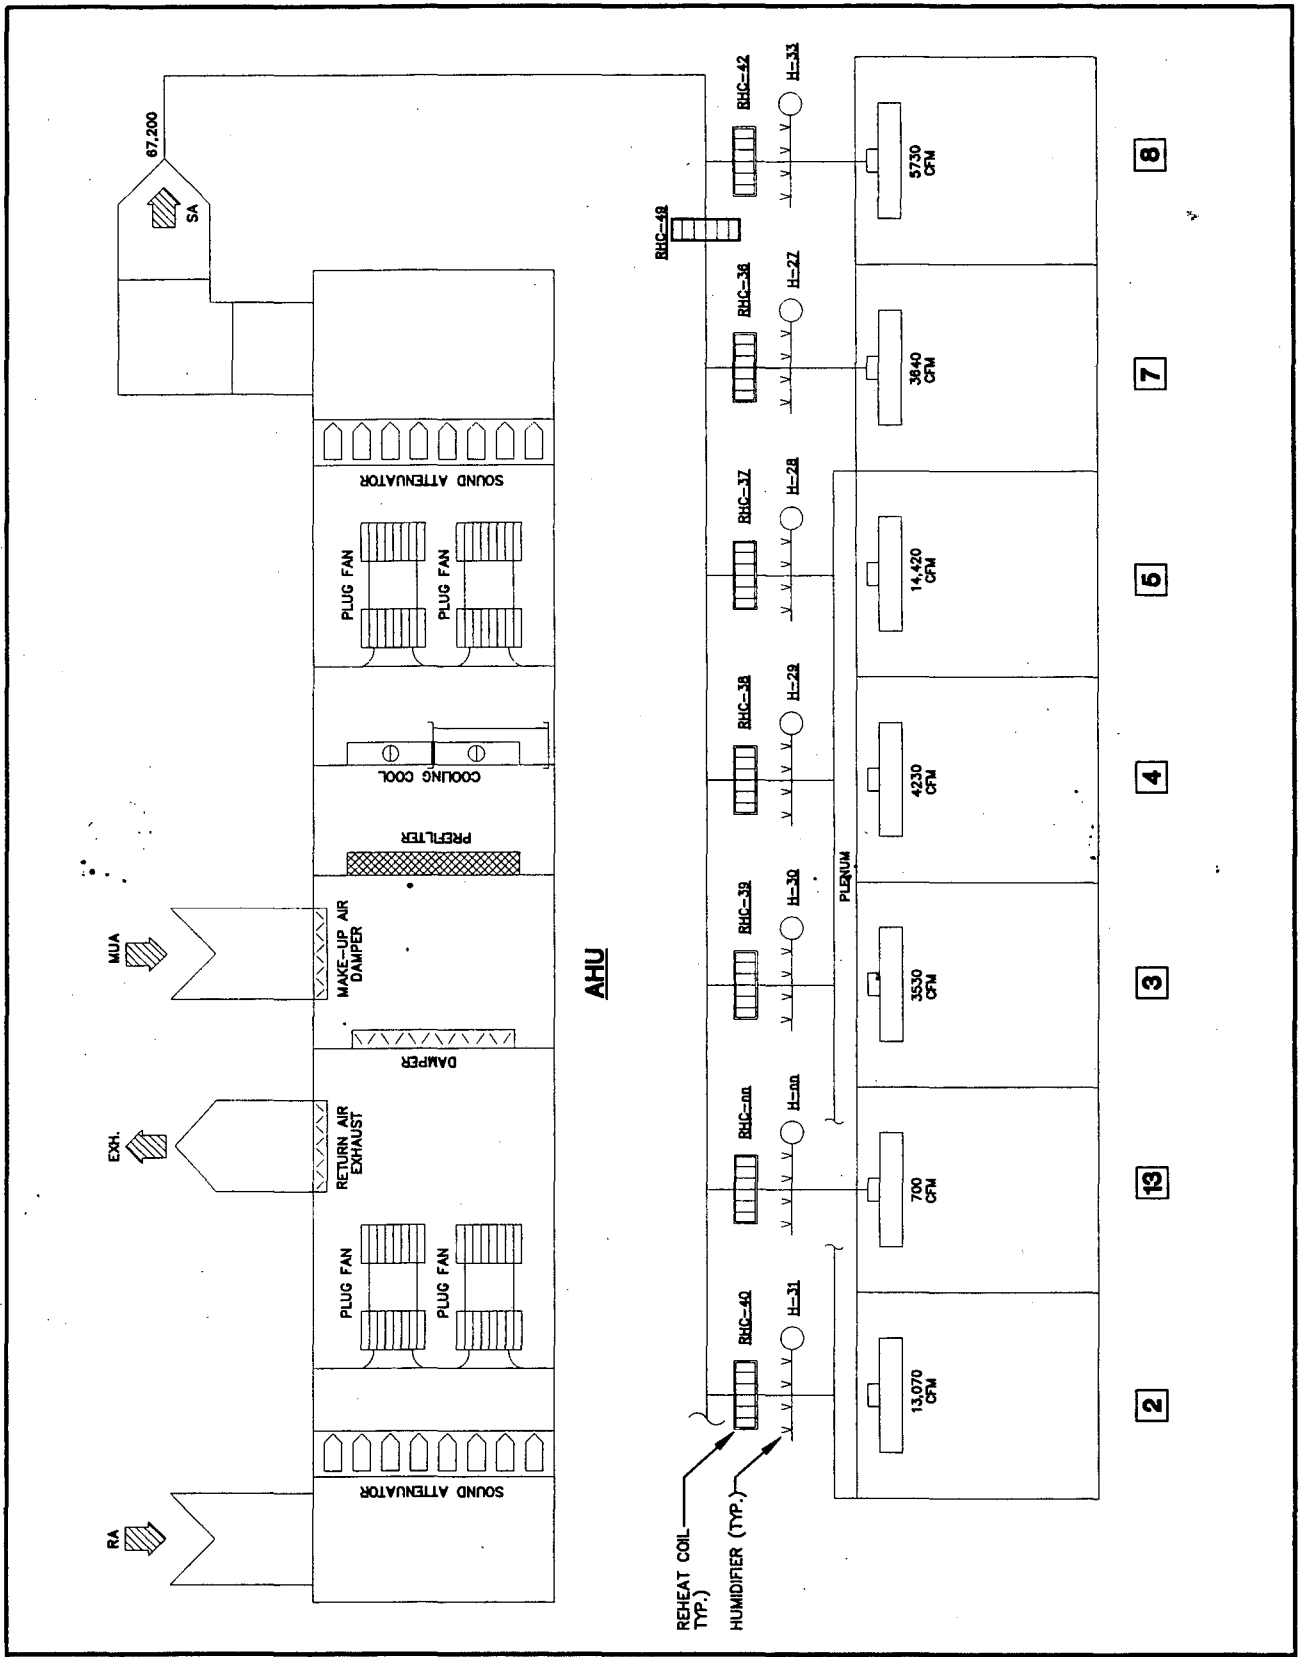 RA
EXH.
MUA
67,200
SA
SOUND ATTENUATOR
PLUG FAN
PLUG FAN
RETURN AIR
EXHAUST
DAMPER
MAKE-UP AIR
DAMPER
PREFILTER
COOLING COOL
PLUG FAN
PLUG FAN
SOUND ATTENUATOR
AHU
RHC-49
REHEAT COIL
TYP.)
HUMIDIFIER (TYP.)
RHC-40
RHC-nn
RHC-39
RHC-38
RHC-37
RHC-36
RHC-42
H-31
H-nn
H-30
H-29
H-28
H-27
H-33
PLENUM
13,070
CFM
700
CFM
3530
CFM
4230
CFM
14,420
CFM
3640
CFM
5730
CFM
2
13
3
4
5
7
8